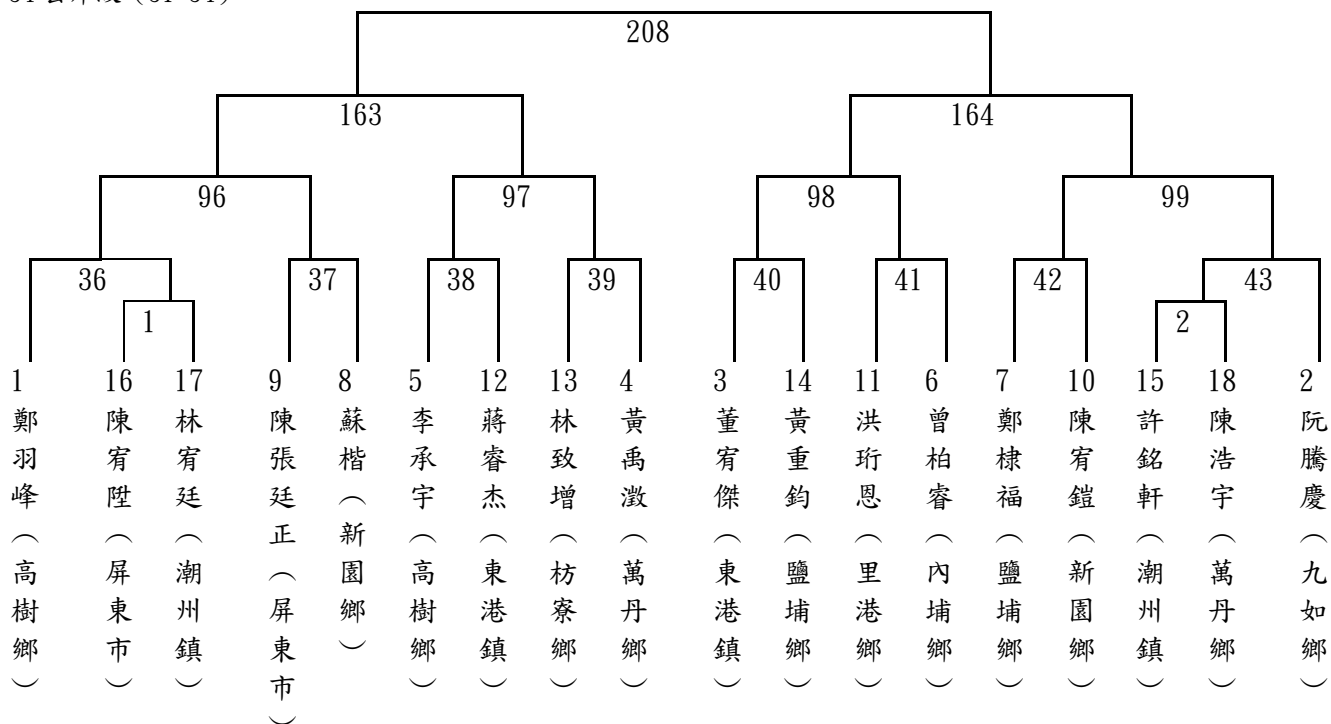 208
163 164
96 97 98 99
36 37 38 39 40 41 42 43
1 2
1 16 17 9 8 5 12 13 4 3 14 11 6 7 10 15 18 2
鄭羽峰（高樹鄉）
陳宥陞（屏東市）
林宥廷（潮州鎮）
陳張廷正（屏東市）
蘇楷（新園鄉）
李承宇（高樹鄉）
蔣睿杰（東港鎮）
林致增（枋寮鄉）
黃禹澂（萬丹鄉）
董宥傑（東港鎮）
黃重鈞（鹽埔鄉）
洪珩恩（里港鄉）
曾柏睿（內埔鄉）
鄭棣福（鹽埔鄉）
陳宥鎧（新園鄉）
許銘軒（潮州鎮）
陳浩宇（萬丹鄉）
阮騰慶（九如鄉）